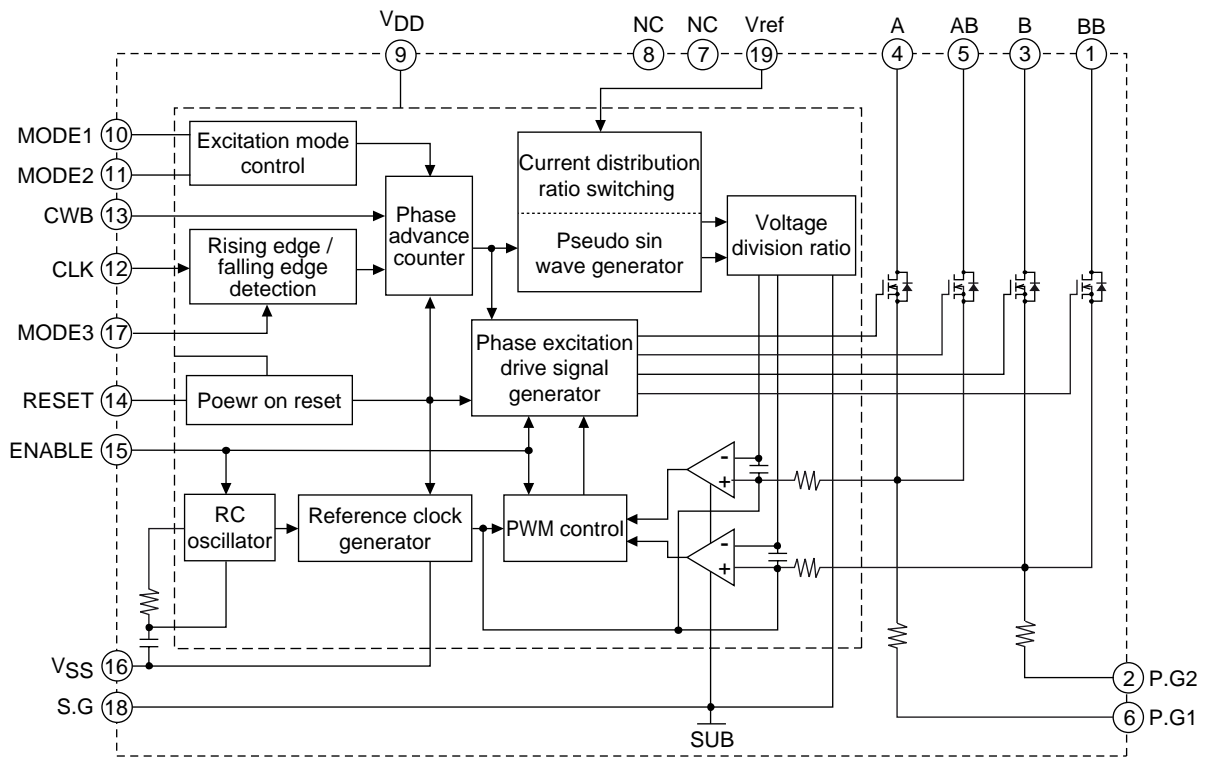 VDD
NC
NC
Vref
A
AB
B
BB
9
8
7
19
4
5
3
1
MODE1
10
MODE2
11
CWB
13
CLK
12
MODE3
17
RESET
14
ENABLE
15
VSS
16
S.G
18
Excitation mode
control
Phase
advance
counter
Rising edge /
falling edge
detection
Current distribution
ratio switching
Pseudo sin
wave generator
Voltage
division ratio
Phase excitation
drive signal
generator
Poewr on reset
RC
oscillator
Reference clock
generator
PWM control
-
+
-
+
SUB
2
P.G2
6
P.G1